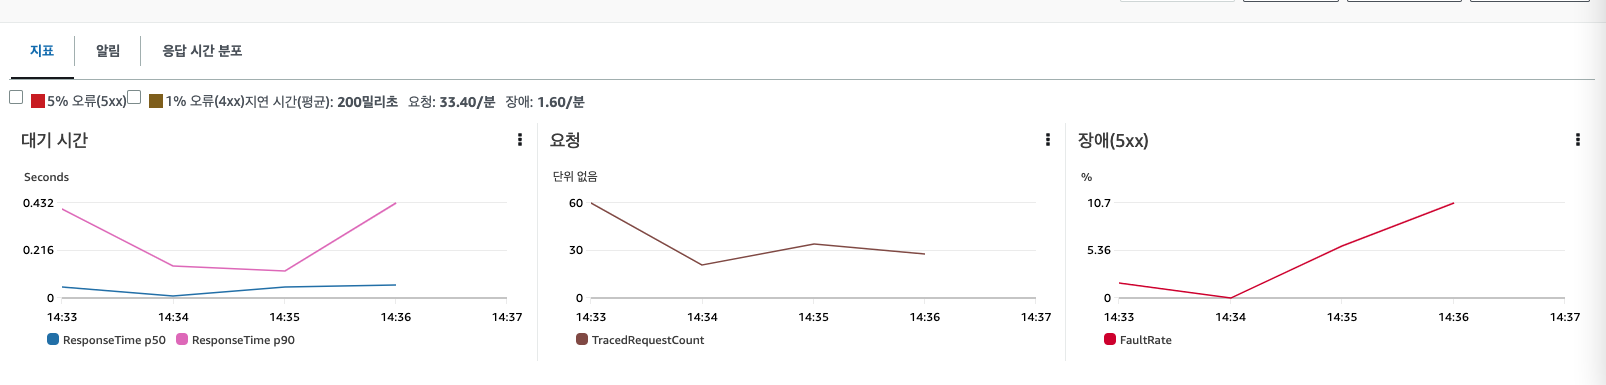 지표 알림 응답 시간 분포
5% 오류(5xx) 1% 오류(4xx)지연 시간(평균): 200밀리초 요청: 33.40/분 장애: 1.60/분
대기 시간
Seconds
0.432
0.216
0
14:33 14:34 14:35 14:36 14:37
ResponseTime p50 ResponseTime p90
요청
단위 없음
60
30
0
14:33 14:34 14:35 14:36 14:37
TracedRequestCount
장애(5xx)
%
10.7
5.36
0
14:33 14:34 14:35 14:36 14:37
FaultRate